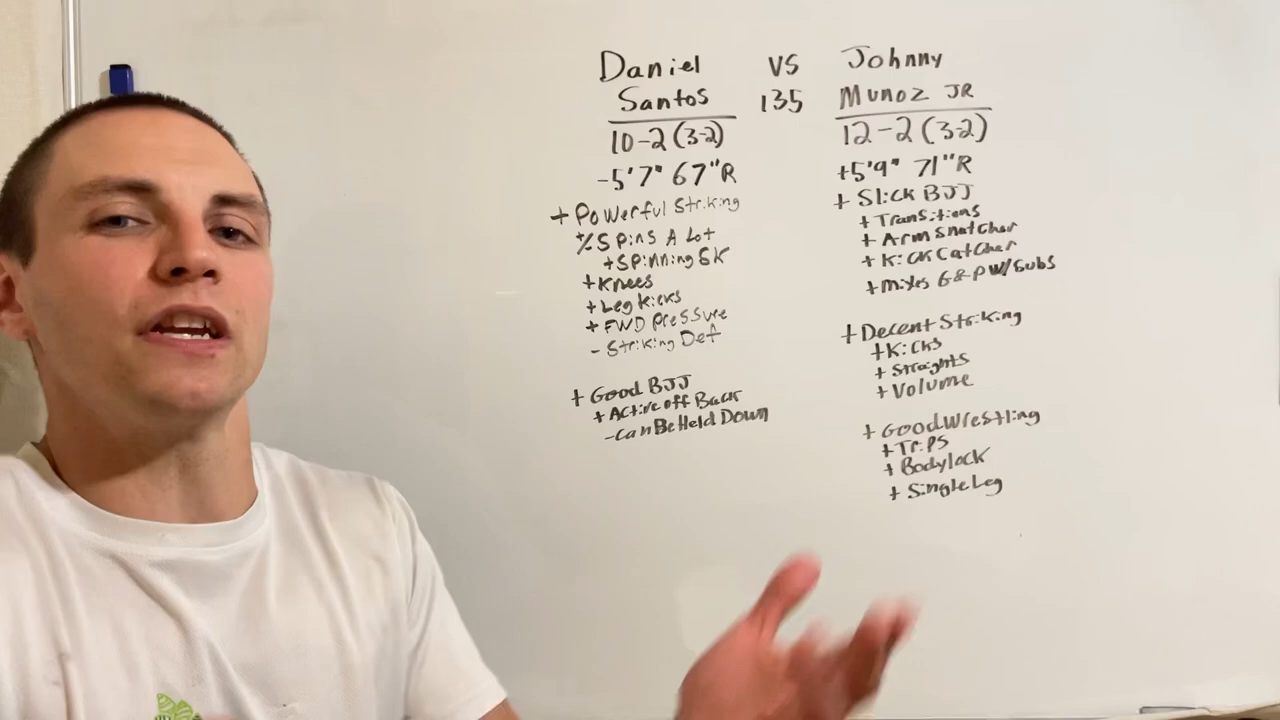 Daniel VS Johnny
Santos 135 Munoz JR
10-2 (3-2)
-5'7" 67"R
+ Powerful Striking
% Spins A Lot
+ Spinning SK
+ Knees
+ Leg Kicks
+ FWD Pressure
- Striking Def
+ Good BJJ
+ Active off Back
- Can Be Held Down
12-2 (3-2)
+5'9" 71"R
+ Slick BJJ
+ Transitions
+ Arm Snatcher
+ Kick Catcher
+ Mixes G&P W/ Subs
+ Decent Striking
+ Kicks
+ Straights
+ Volume
+ Good Wrestling
+ Trips
+ Bodylock
+ Single Leg